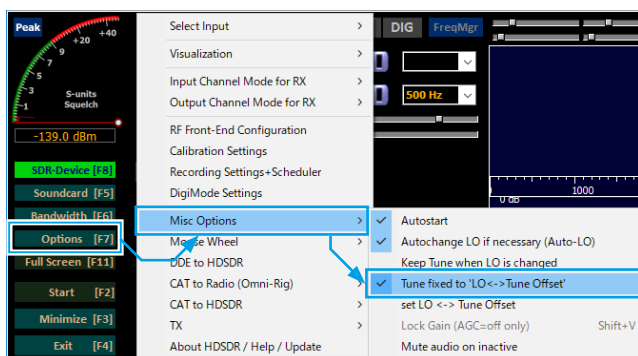 Peak
+20
+40
9
7
5
3
1
S-units
Squelch
-139.0 dBm
SDR-Device [F8]
Soundcard [F5]
Bandwidth [F6]
Options [F7]
Full Screen [F11]
Start [F2]
Minimize [F3]
Exit [F4]
Select Input
Visualization
Input Channel Mode for RX
Output Channel Mode for RX
RF Front-End Configuration
Calibration Settings
Recording Settings+Scheduler
DigiMode Settings
Misc Options
Mouse Wheel
DDE to HDSDR
CAT to Radio (Omni-Rig)
CAT to HDSDR
TX
About HDSDR / Help / Update
DIG FreqMgr
500 Hz
1000
0 dB
Autostart
Autochange LO if necessary (Auto-LO)
Keep Tune when LO is changed
Tune fixed to 'LO<->Tune Offset'
set LO <-> Tune Offset
Lock Gain (AGC=off only) Shift+V
Mute audio on inactive